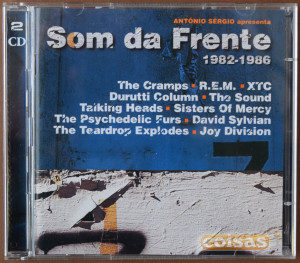 2
CD
ANTÓNIO SÉRGIO apresenta
Som da Frente
1982-1986
The Cramps • R.E.M. • XTC
Durutti Column • The Sound
Talking Heads • Sisters Of Mercy
The Psychedelic Furs • David Sylvian
The Teardrop Explodes • Joy Division
coisas